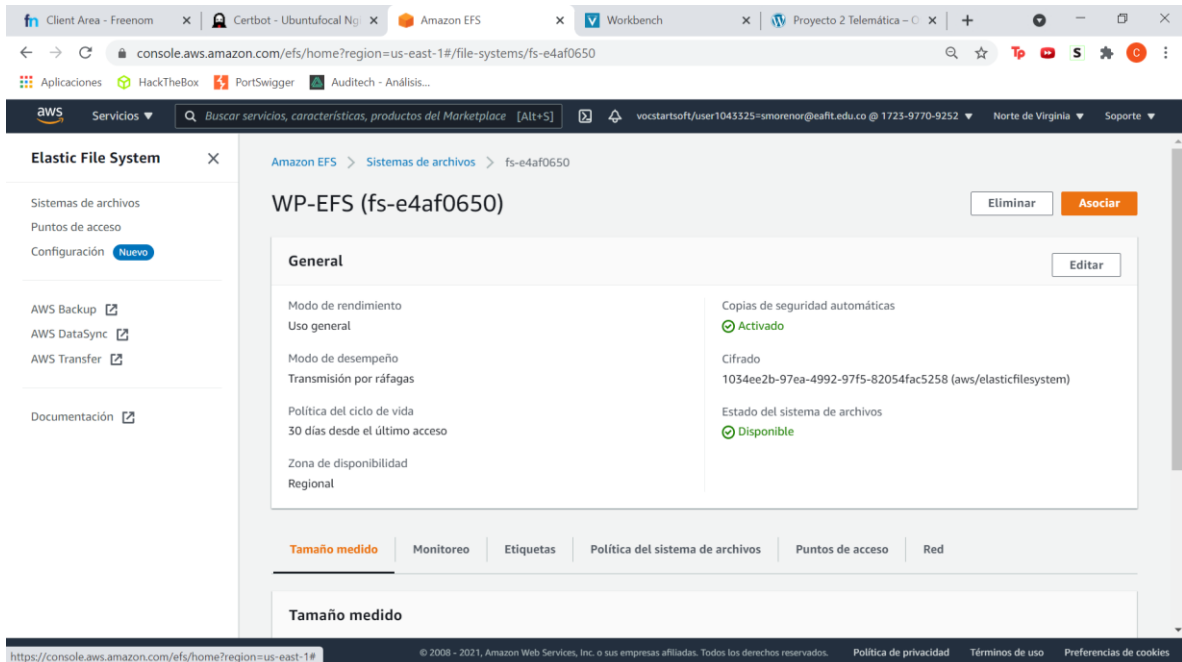 Client Area - Freenom
Certbot - Ubuntufocal Ngi
Amazon EFS
Workbench
Proyecto 2 Telemática – O
console.aws.amazon.com/efs/home?region=us-east-1#/file-systems/fs-e4af0650
Aplicaciones HackTheBox PortSwigger Auditech - Análisis...
aws Servicios Buscar servicios, características, productos del Marketplace [Alt+S] vocstartsoft/user1043325=smorenor@eafit.edu.co @ 1723-9770-9252 Norte de Virginia Soporte
Elastic File System
Sistemas de archivos
Puntos de acceso
Configuración Nuevo
AWS Backup
AWS DataSync
AWS Transfer
Documentación
Amazon EFS > Sistemas de archivos > fs-e4af0650
WP-EFS (fs-e4af0650)
Eliminar Asociar
General
Editar
Modo de rendimiento
Uso general
Modo de desempeño
Transmisión por ráfagas
Política del ciclo de vida
30 días desde el último acceso
Zona de disponibilidad
Regional
Copias de seguridad automáticas
Activado
Cifrado
1034ee2b-97ea-4992-97f5-82054fac5258 (aws/elasticfilesystem)
Estado del sistema de archivos
Disponible
Tamaño medido Monitoreo Etiquetas Política del sistema de archivos Puntos de acceso Red
Tamaño medido
https://console.aws.amazon.com/efs/home?region=us-east-1#
© 2008 - 2021, Amazon Web Services, Inc. o sus empresas afiliadas. Todos los derechos reservados. Política de privacidad Términos de uso Preferencias de cookies